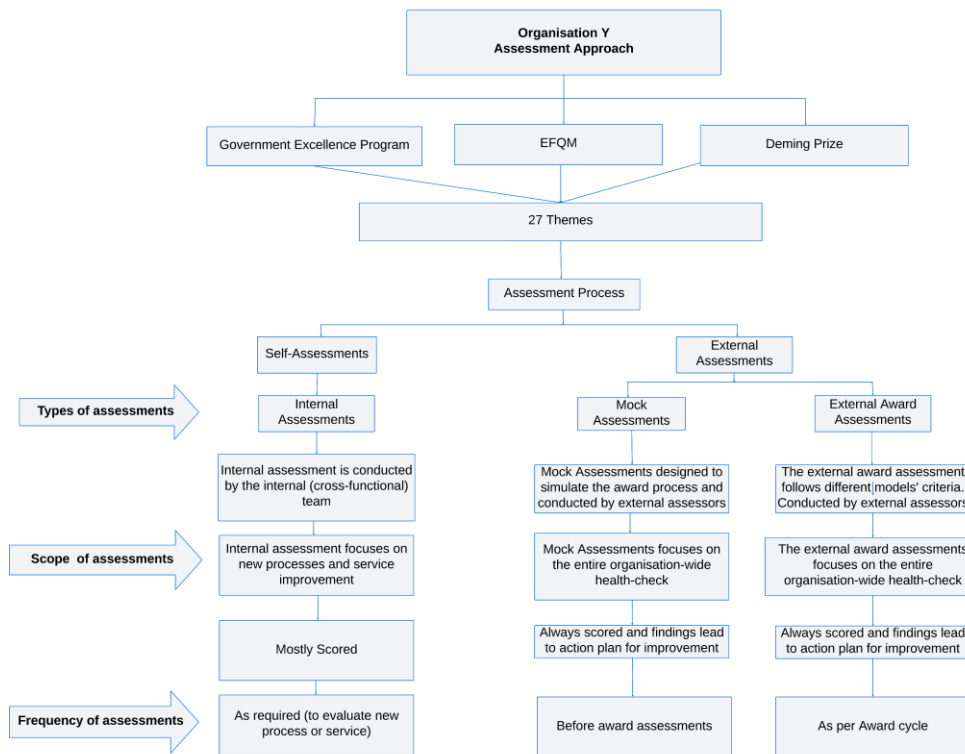 Organisation Y
Assessment Approach
Government Excellence Program
EFQM
Deming Prize
27 Themes
Assessment Process
Self-Assessments
External
Assessments
Types of assessments
Internal
Assessments
Mock
Assessments
External Award
Assessments
Internal assessment is conducted
by the internal (cross-functional)
team
Mock Assessments designed to
simulate the award process and
conducted by external assessors
The external award assessment
follows different models' criteria.
Conducted by external assessors
Scope of assessments
Internal assessment focuses on
new processes and service
improvement
Mock Assessments focuses on
the entire organisation-wide
health-check
The external award assessments
focuses on the entire
organisation-wide health-check
Mostly Scored
Always scored and findings lead
to action plan for improvement
Always scored and findings lead
to action plan for improvement
Frequency of assessments
As required (to evaluate new
process or service)
Before award assessments
As per Award cycle